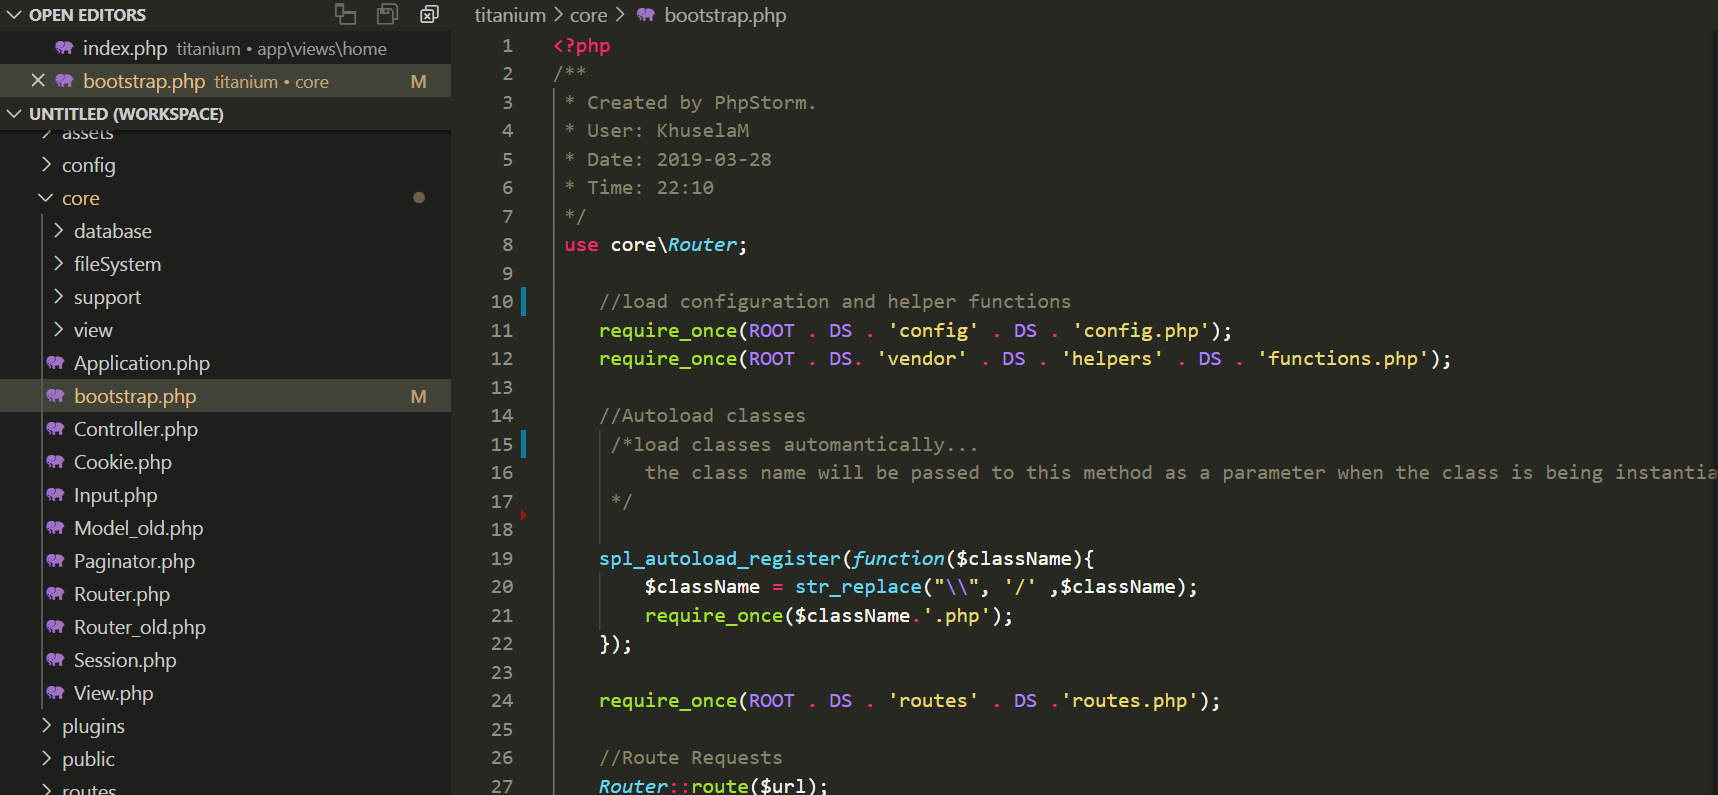 OPEN EDITORS
index.php titanium • app\views\home
bootstrap.php titanium • core M
UNTITLED (WORKSPACE)
assets
config
core
database
fileSystem
support
view
Application.php
bootstrap.php M
Controller.php
Cookie.php
Input.php
Model_old.php
Paginator.php
Router.php
Router_old.php
Session.php
View.php
plugins
public
routes
titanium > core > bootstrap.php
1 <?php
2 /**
3 * Created by PhpStorm.
4 * User: KhuselaM
5 * Date: 2019-03-28
6 * Time: 22:10
7 */
8 use core\Router;
9
10 //load configuration and helper functions
11 require_once(ROOT . DS . 'config' . DS . 'config.php');
12 require_once(ROOT . DS. 'vendor' . DS . 'helpers' . DS . 'functions.php');
13
14 //Autoload classes
15 /*load classes automantically...
16 the class name will be passed to this method as a parameter when the class is being instantia
17 */
18
19 spl_autoload_register(function($className){
20 $className = str_replace("\\", '/' ,$className);
21 require_once($className.'.php');
22 });
23
24 require_once(ROOT . DS . 'routes' . DS .'routes.php');
25
26 //Route Requests
27 Router::route($url);